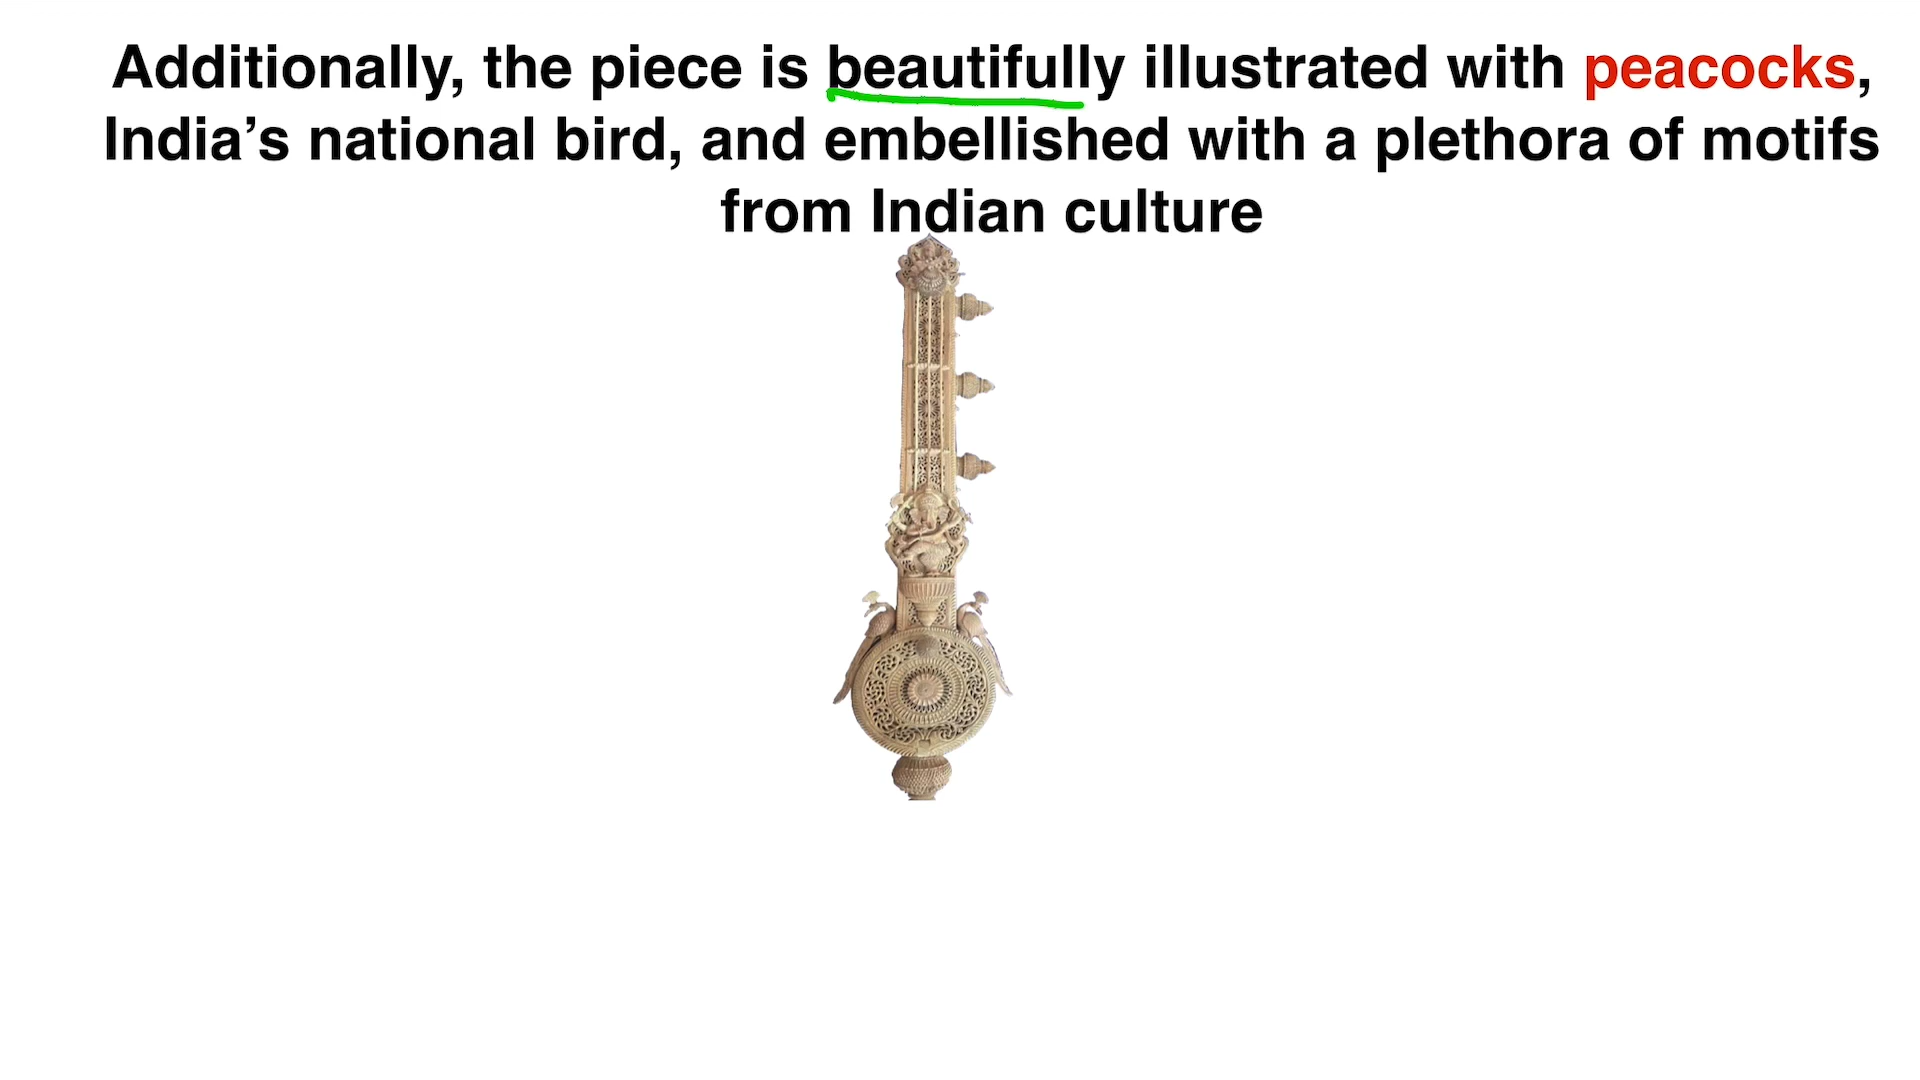 Additionally, the piece is beautifully illustrated with peacocks,
India’s national bird, and embellished with a plethora of motifs
from Indian culture